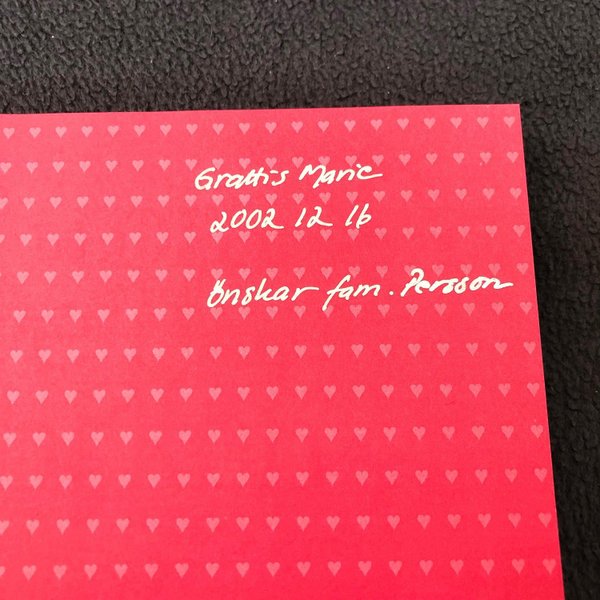 Grattis Marie
2002 12 16
Önskar fam. Persson